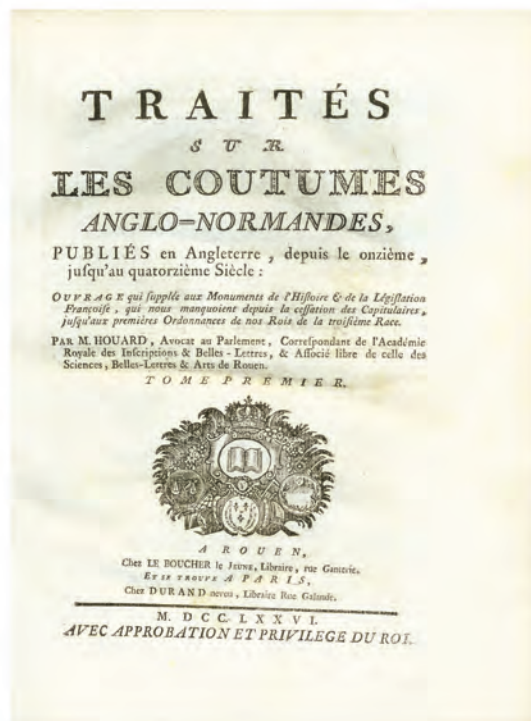 TRAITÉS
SUR
LES COUTUMES
ANGLO=NORMANDES,
PUBLIÉS en Angleterre, depuis le onziéme,
juſqu'au quatorziéme Siècle :
OUVRAGE qui ſupplée aux Monuments de l'Hiſtoire & de la Légiſlation
Françoiſe, qui nous manquoient depuis la ceſſation des Capitulaires,
juſqu'aux premières Ordonnances de nos Rois de la troiſième Race.
PAR M. HOUARD, Avocat au Parlement, Correſpondant de l'Académie
Royale des Inſcriptions & Belles-Lettres, & Aſſocié libre de celle des
Sciences, Belles-Lettres & Arts de Rouen.
TOME PREMIER.
A ROUEN,
Chez LE BOUCHER le Jeune, Libraire, rue Ganterie.
ET SE TROUVE A PARIS,
Chez DURAND neveu, Libraire Rue Galande.
M. DCC. LXXVI.
AVEC APPROBATION ET PRIVILEGE DU ROI.